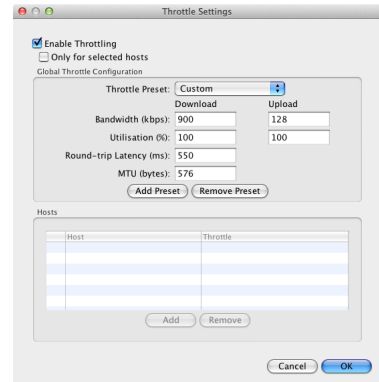 Throttle Settings
Enable Throttling
Only for selected hosts
Global Throttle Configuration
Throttle Preset: Custom
Download Upload
Bandwidth (kbps): 900 128
Utilisation (%): 100 100
Round-trip Latency (ms): 550
MTU (bytes): 576
Add Preset Remove Preset
Hosts
Host Throttle
Add Remove
Cancel OK